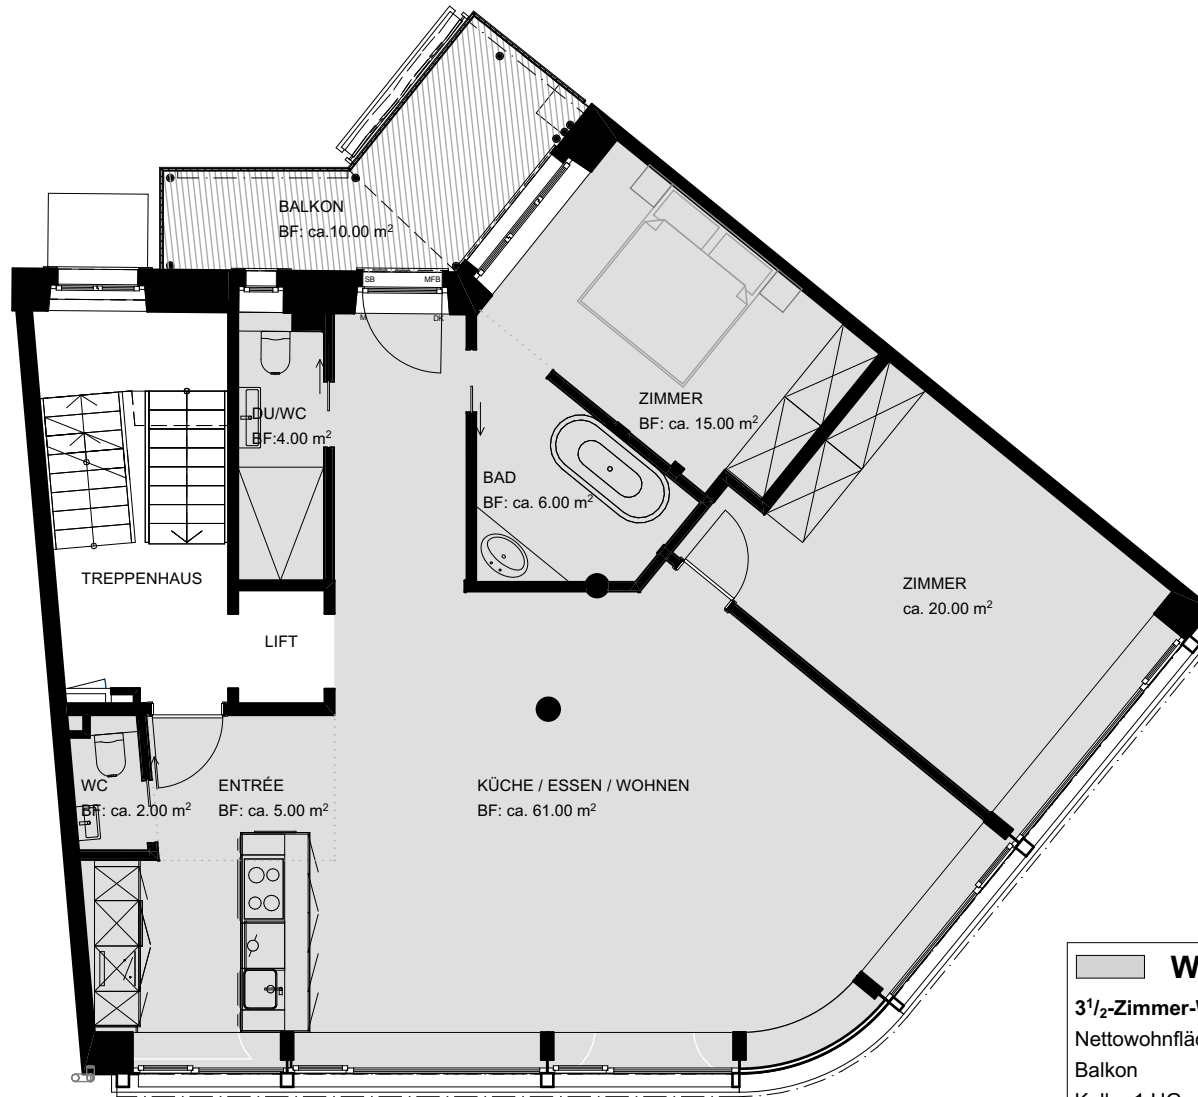 BALKON
BF: ca.10.00 m²
SB
MFB
M
DK
ZIMMER
BF: ca. 15.00 m²
DU/WC
BF:4.00 m²
BAD
BF: ca. 6.00 m²
TREPPENHAUS
ZIMMER
ca. 20.00 m²
LIFT
WC
BF: ca. 2.00 m²
ENTRÉE
BF: ca. 5.00 m²
KÜCHE / ESSEN / WOHNEN
BF: ca. 61.00 m²
W
3¹/₂-Zimmer-W
Nettowohnfläc
Balkon